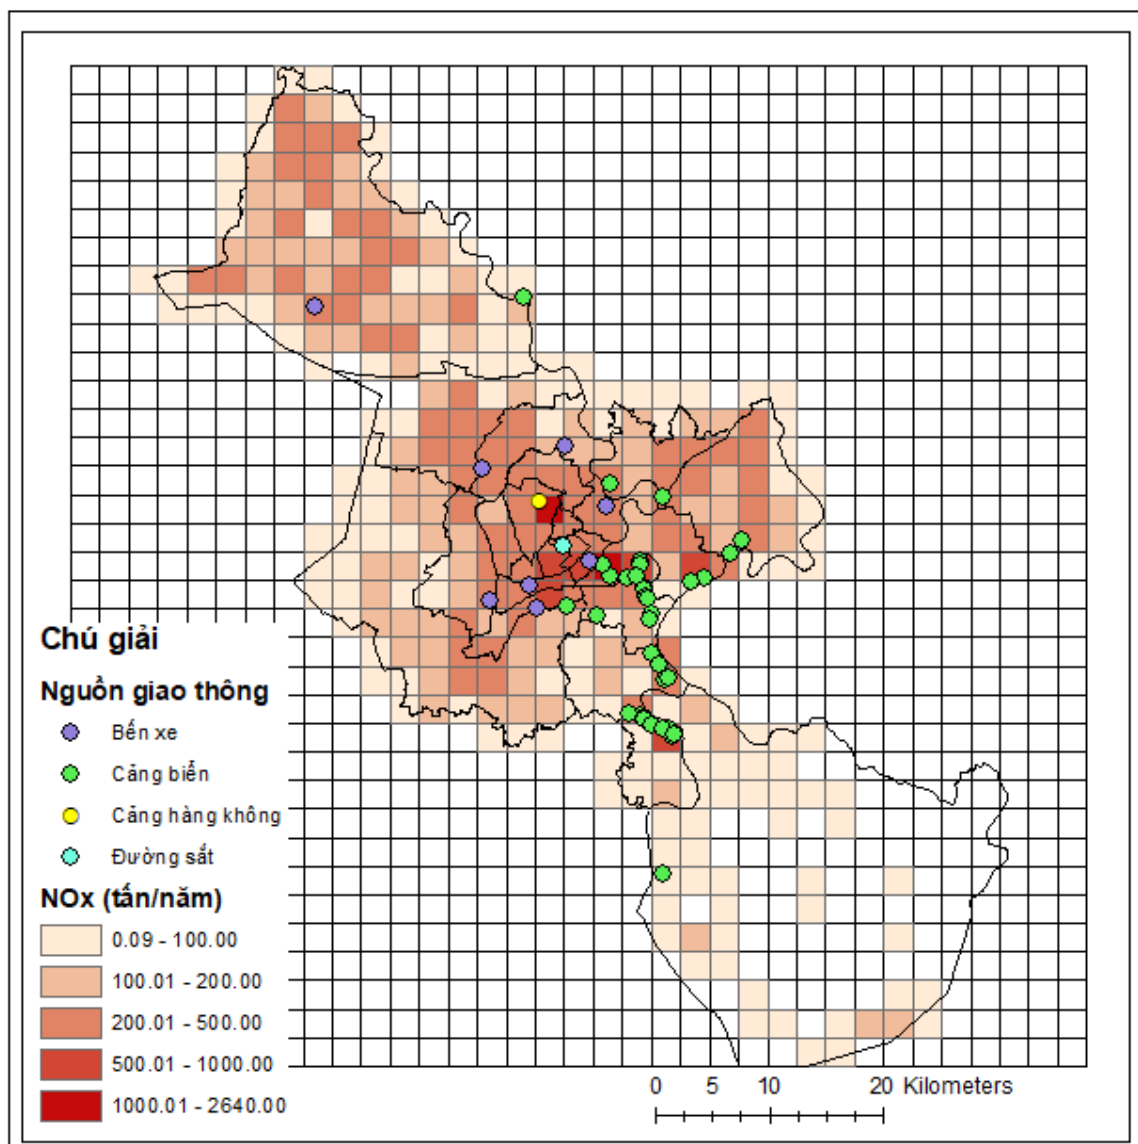 Chú giải
Nguồn giao thông
Bến xe
Cảng biển
Cảng hàng không
Đường sắt
NOx (tấn/năm)
0.09 - 100.00
100.01 - 200.00
200.01 - 500.00
500.01 - 1000.00
1000.01 - 2640.00
0 5 10 20 Kilometers